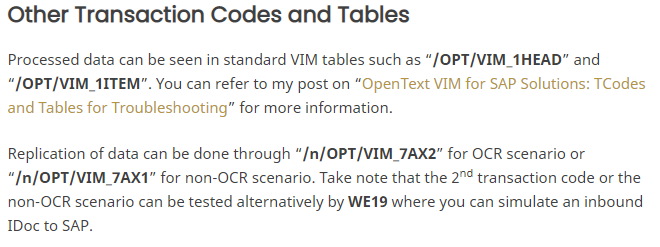 Other Transaction Codes and Tables
Processed data can be seen in standard VIM tables such as “/OPT/VIM_1HEAD” and
“/OPT/VIM_1ITEM”. You can refer to my post on “OpenText VIM for SAP Solutions: TCodes
and Tables for Troubleshooting” for more information.
Replication of data can be done through “/n/OPT/VIM_7AX2” for OCR scenario or
“/n/OPT/VIM_7AX1” for non-OCR scenario. Take note that the 2nd transaction code or the
non-OCR scenario can be tested alternatively by WE19 where you can simulate an inbound
IDoc to SAP.